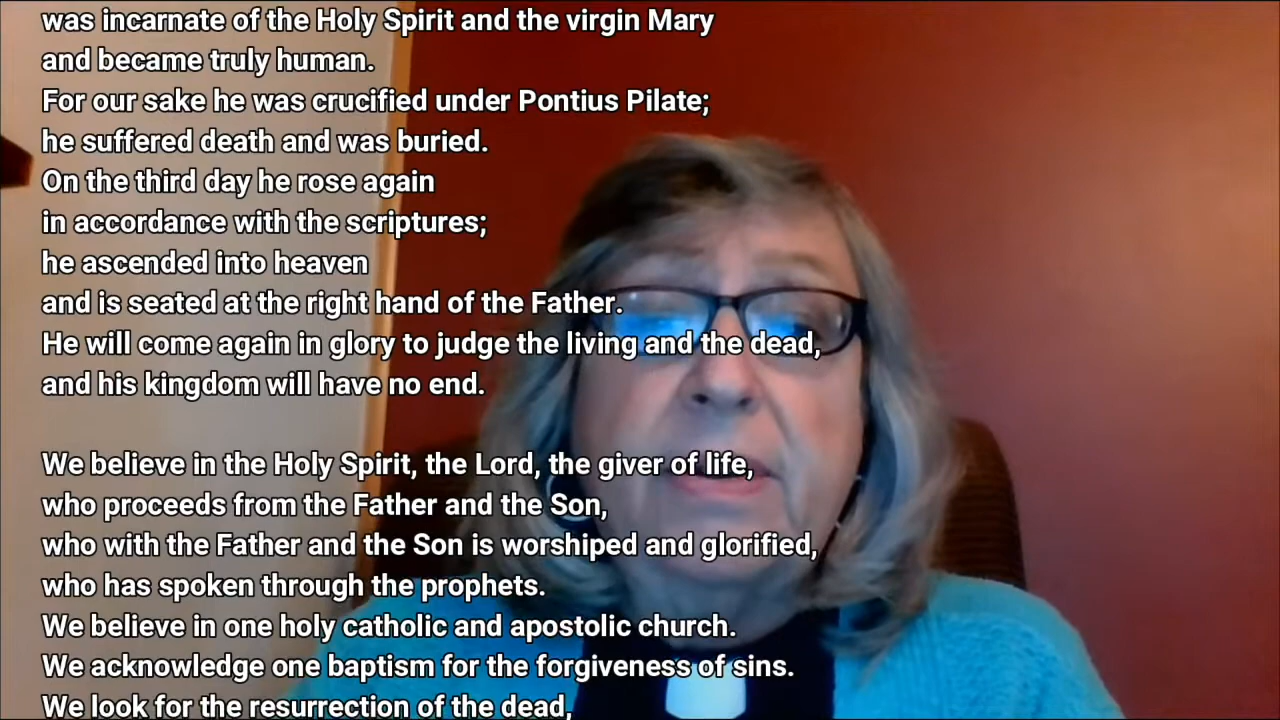 was incarnate of the Holy Spirit and the virgin Mary
and became truly human.
For our sake he was crucified under Pontius Pilate;
he suffered death and was buried.
On the third day he rose again
in accordance with the scriptures;
he ascended into heaven
and is seated at the right hand of the Father.
He will come again in glory to judge the living and the dead,
and his kingdom will have no end.
We believe in the Holy Spirit, the Lord, the giver of life,
who proceeds from the Father and the Son,
who with the Father and the Son is worshiped and glorified,
who has spoken through the prophets.
We believe in one holy catholic and apostolic church.
We acknowledge one baptism for the forgiveness of sins.
We look for the resurrection of the dead,